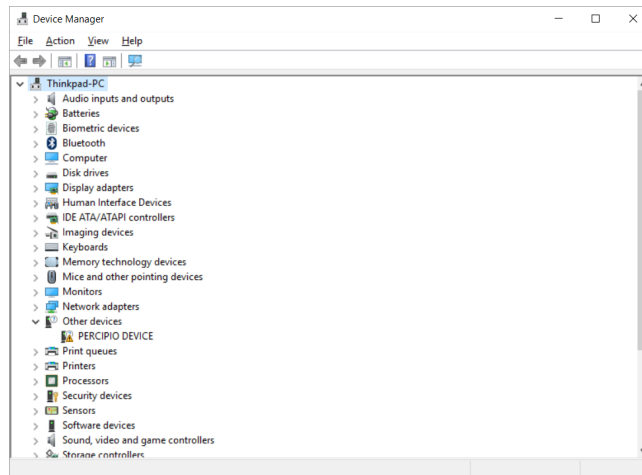 Device Manager
File Action View Help
Thinkpad-PC
Audio inputs and outputs
Batteries
Biometric devices
Bluetooth
Computer
Disk drives
Display adapters
Human Interface Devices
IDE ATA/ATAPI controllers
Imaging devices
Keyboards
Memory technology devices
Mice and other pointing devices
Monitors
Network adapters
Other devices
PERCIPIO DEVICE
Print queues
Printers
Processors
Security devices
Sensors
Software devices
Sound, video and game controllers
Storage controllers